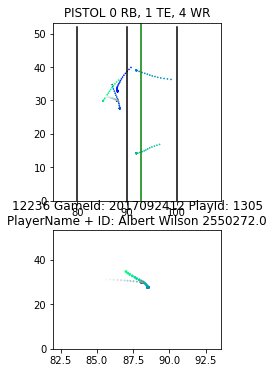 PISTOL 0 RB, 1 TE, 4 WR
50
40
30
20
10
0
80 90 100
12236 GameId: 2017092412 PlayId: 1305
PlayerName + ID: Albert Wilson 2550272.0
40
20
0
82.5 85.0 87.5 90.0 92.5